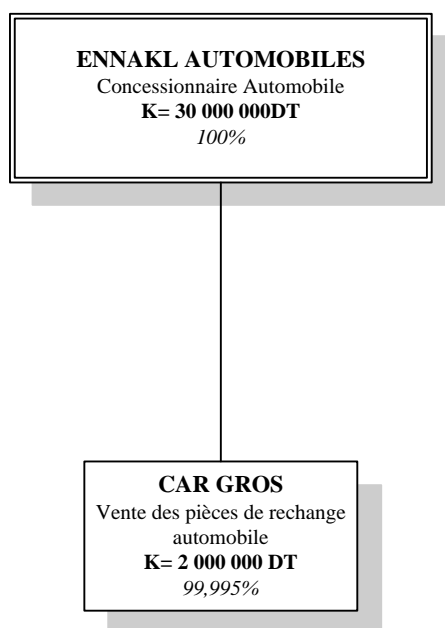 ENNAKL AUTOMOBILES
Concessionnaire Automobile
K= 30 000 000DT
100%
CAR GROS
Vente des pièces de rechange
automobile
K= 2 000 000 DT
99,995%